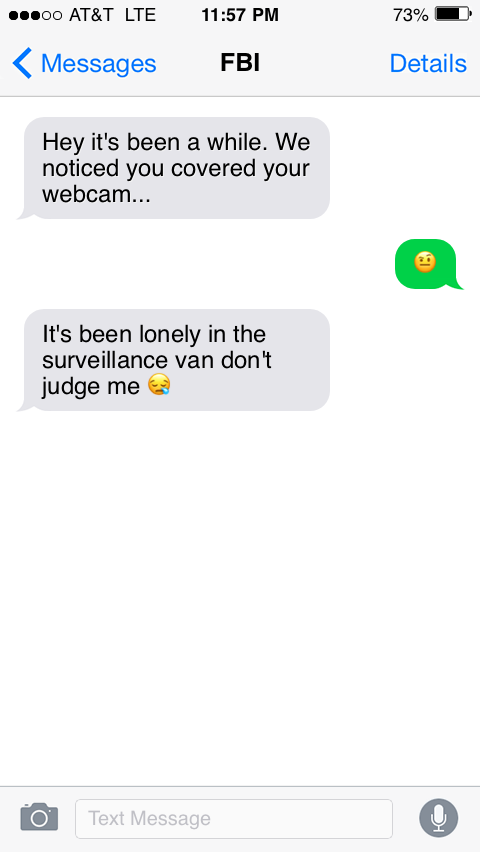 AT&T LTE 11:57 PM 73%
Messages FBI Details
Hey it's been a while. We
noticed you covered your
webcam...
🤨
It's been lonely in the
surveillance van don't
judge me 😪
Text Message